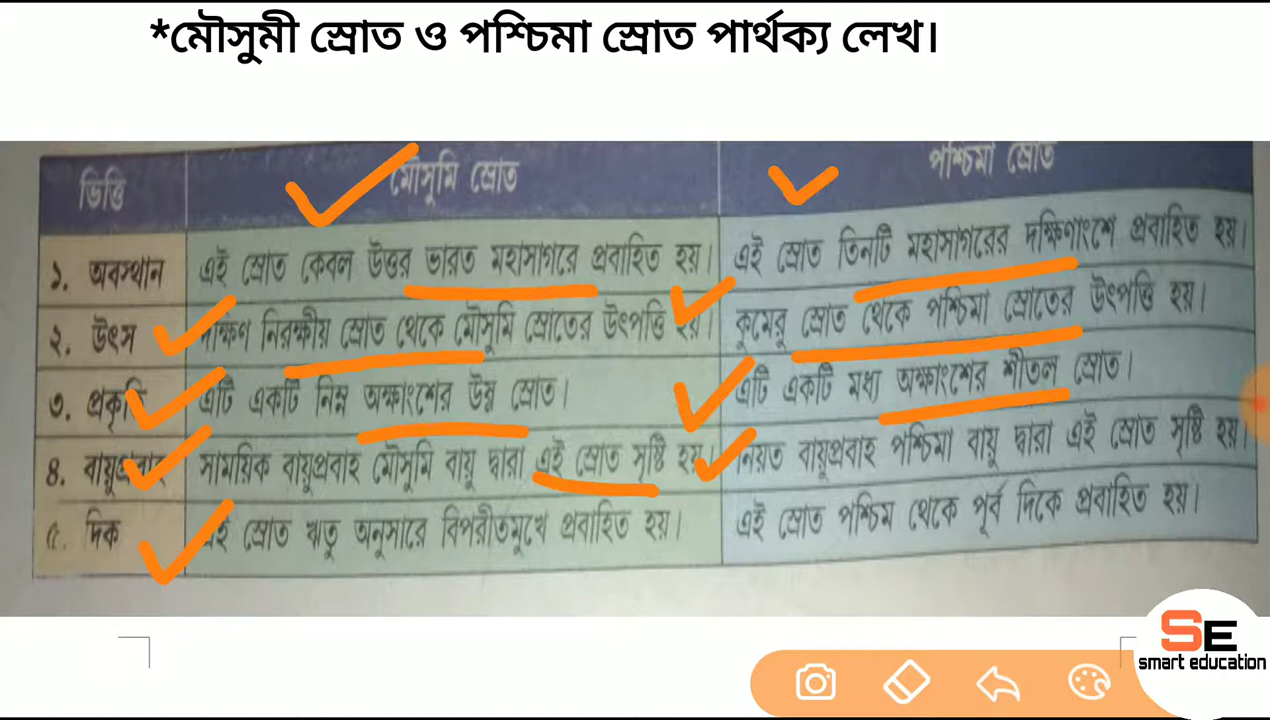 *মৌসুমী স্রোত ও পশ্চিমা স্রোত পার্থক্য লেখ।
ভিত্তি মৌসুমি স্রোত পশ্চিমা স্রোত
১. অবস্থান এই স্রোত কেবল উত্তর ভারত মহাসাগরে প্রবাহিত হয়। এই স্রোত তিনটি মহাসাগরের দক্ষিণাংশে প্রবাহিত হয়।
২. উৎস দক্ষিণ নিরক্ষীয় স্রোত থেকে মৌসুমি স্রোতের উৎপত্তি হয়। কুমেরু স্রোত থেকে পশ্চিমা স্রোতের উৎপত্তি হয়।
৩. প্রকৃতি এটি একটি নিম্ন অক্ষাংশের উষ্ণ স্রোত। এটি একটি মধ্য অক্ষাংশের শীতল স্রোত।
৪. বায়ুপ্রবাহ সাময়িক বায়ুপ্রবাহ মৌসুমি বায়ু দ্বারা এই স্রোত সৃষ্টি হয়। নিয়ত বায়ুপ্রবাহ পশ্চিমা বায়ু দ্বারা এই স্রোত সৃষ্টি হয়।
৫. দিক এই স্রোত ঋতু অনুসারে বিপরীতমুখে প্রবাহিত হয়। এই স্রোত পশ্চিম থেকে পূর্ব দিকে প্রবাহিত হয়।
SE
smart education